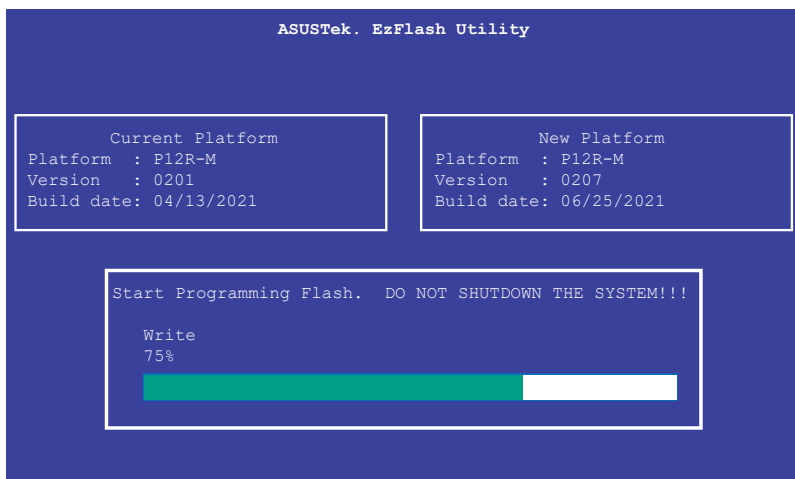 ASUSTek. EzFlash Utility
Current Platform
Platform : P12R-M
Version : 0201
Build date: 04/13/2021
New Platform
Platform : P12R-M
Version : 0207
Build date: 06/25/2021
Start Programming Flash. DO NOT SHUTDOWN THE SYSTEM!!!
Write
75%